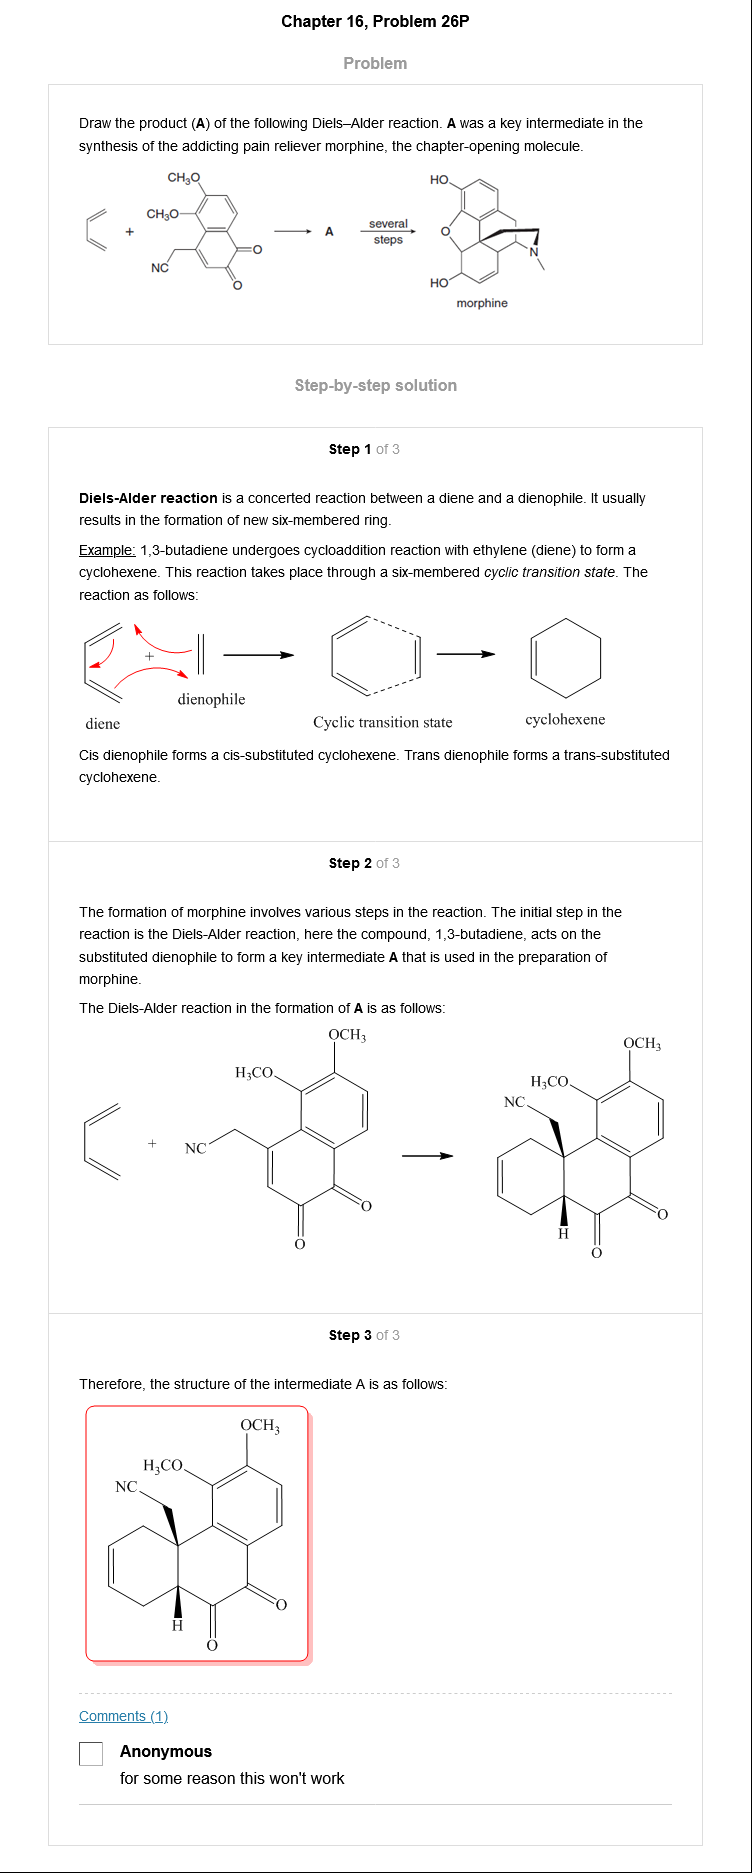 Chapter 16, Problem 26P
Problem
Draw the product (A) of the following Diels–Alder reaction. A was a key intermediate in the
synthesis of the addicting pain reliever morphine, the chapter-opening molecule.
CH₃O
CH₃O
NC
O
O
+
A
several
steps
HO
O
N
HO
morphine
Step-by-step solution
Step 1 of 3
Diels-Alder reaction is a concerted reaction between a diene and a dienophile. It usually
results in the formation of new six-membered ring.
Example: 1,3-butadiene undergoes cycloaddition reaction with ethylene (diene) to form a
cyclohexene. This reaction takes place through a six-membered cyclic transition state. The
reaction as follows:
+
diene
dienophile
Cyclic transition state
cyclohexene
Cis dienophile forms a cis-substituted cyclohexene. Trans dienophile forms a trans-substituted
cyclohexene.
Step 2 of 3
The formation of morphine involves various steps in the reaction. The initial step in the
reaction is the Diels-Alder reaction, here the compound, 1,3-butadiene, acts on the
substituted dienophile to form a key intermediate A that is used in the preparation of
morphine.
The Diels-Alder reaction in the formation of A is as follows:
OCH₃
H₃CO
+
NC
O
O
OCH₃
H₃CO
NC
O
H
O
Step 3 of 3
Therefore, the structure of the intermediate A is as follows:
OCH₃
H₃CO
NC
O
H
O
Comments (1)
Anonymous
for some reason this won't work